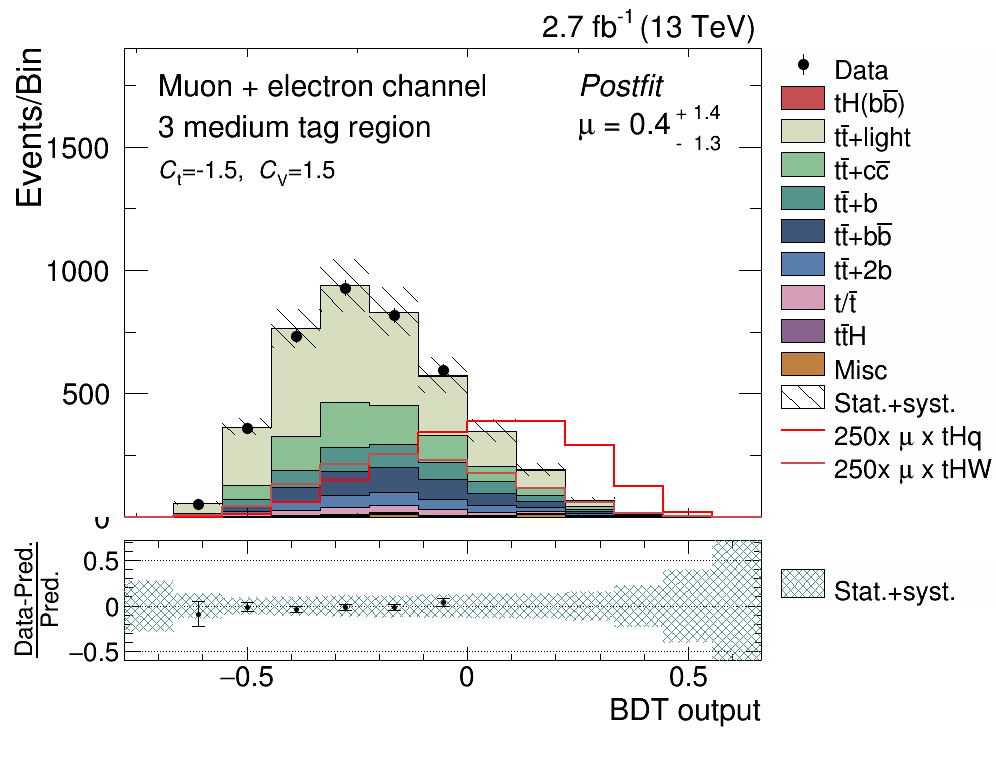 2.7 fb⁻¹ (13 TeV)
Events/Bin
Muon + electron channel
3 medium tag region
Cₜ=-1.5, C_V=1.5
Postfit
μ = 0.4 + 1.4 - 1.3
1500
1000
500
0
Data
tH(bb̅)
tt̅+light
tt̅+cc̅
tt̅+b
tt̅+bb̅
tt̅+2b
t/t̅
tt̅H
Misc
Stat.+syst.
250x μ x tHq
250x μ x tHW
Data-Pred.
Pred.
0.5
0
−0.5
Stat.+syst.
−0.5
0
0.5
BDT output